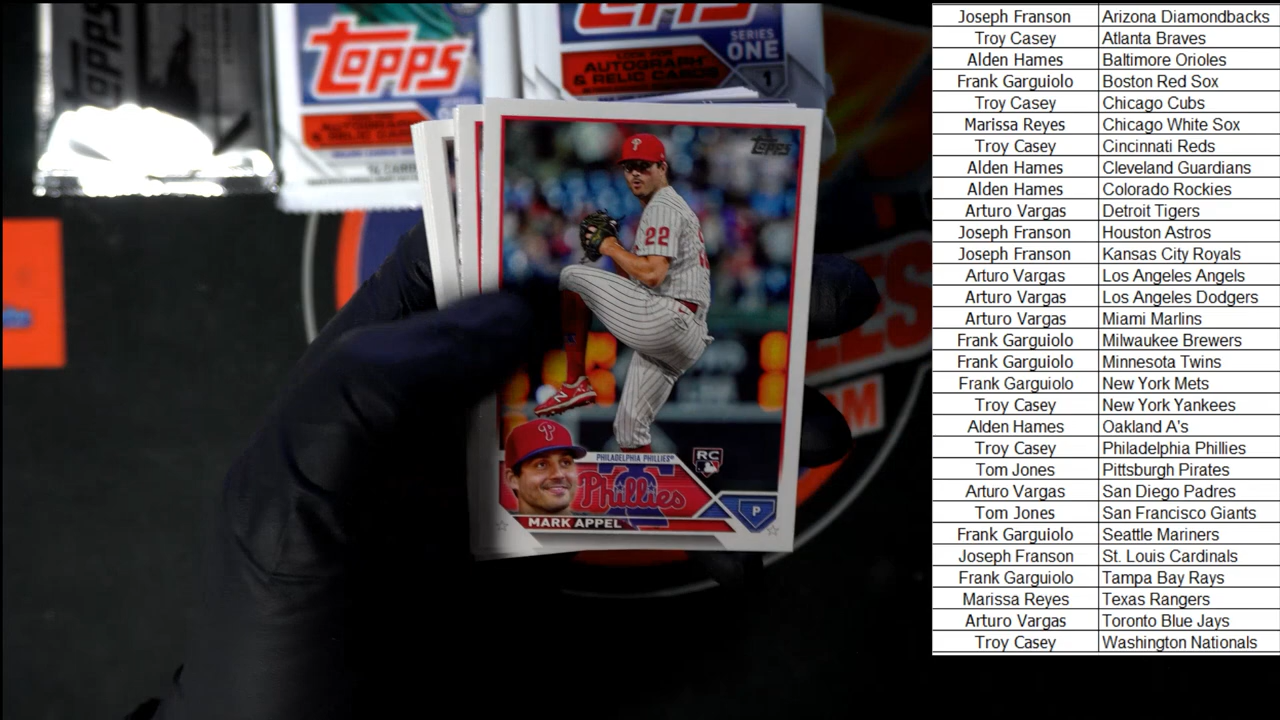 Topps
Topps
SERIES
ONE
AUTOGRAPH
& RELIC CARDS
1
Topps
22
PHILADELPHIA PHILLIES
RC
Phillies
P
MARK APPEL
Joseph Franson Arizona Diamondbacks
Troy Casey Atlanta Braves
Alden Hames Baltimore Orioles
Frank Garguiolo Boston Red Sox
Troy Casey Chicago Cubs
Marissa Reyes Chicago White Sox
Troy Casey Cincinnati Reds
Alden Hames Cleveland Guardians
Alden Hames Colorado Rockies
Arturo Vargas Detroit Tigers
Joseph Franson Houston Astros
Joseph Franson Kansas City Royals
Arturo Vargas Los Angeles Angels
Arturo Vargas Los Angeles Dodgers
Arturo Vargas Miami Marlins
Frank Garguiolo Milwaukee Brewers
Frank Garguiolo Minnesota Twins
Frank Garguiolo New York Mets
Troy Casey New York Yankees
Alden Hames Oakland A's
Troy Casey Philadelphia Phillies
Tom Jones Pittsburgh Pirates
Arturo Vargas San Diego Padres
Tom Jones San Francisco Giants
Frank Garguiolo Seattle Mariners
Joseph Franson St. Louis Cardinals
Frank Garguiolo Tampa Bay Rays
Marissa Reyes Texas Rangers
Arturo Vargas Toronto Blue Jays
Troy Casey Washington Nationals